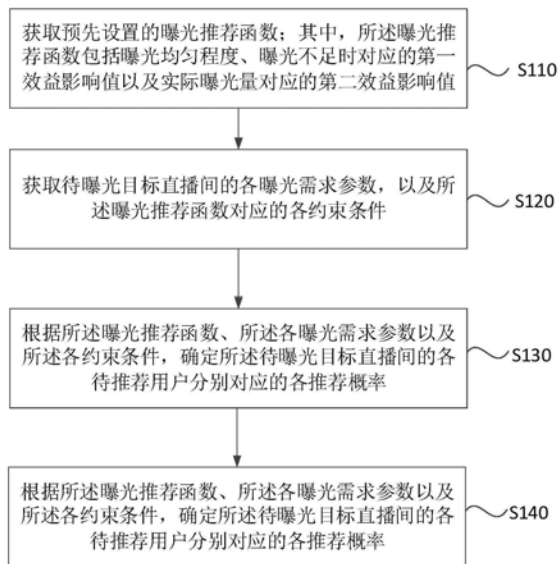 获取预先设置的曝光推荐函数；其中，所述曝光推
荐函数包括曝光均匀程度、曝光不足时对应的第一
效益影响值以及实际曝光量对应的第二效益影响值
S110
获取待曝光目标直播间的各曝光需求参数，以及所
述曝光推荐函数对应的各约束条件
S120
根据所述曝光推荐函数、所述各曝光需求参数以及
所述各约束条件，确定所述待曝光目标直播间的各
待推荐用户分别对应的各推荐概率
S130
根据所述曝光推荐函数、所述各曝光需求参数以及
所述各约束条件，确定所述待曝光目标直播间的各
待推荐用户分别对应的各推荐概率
S140